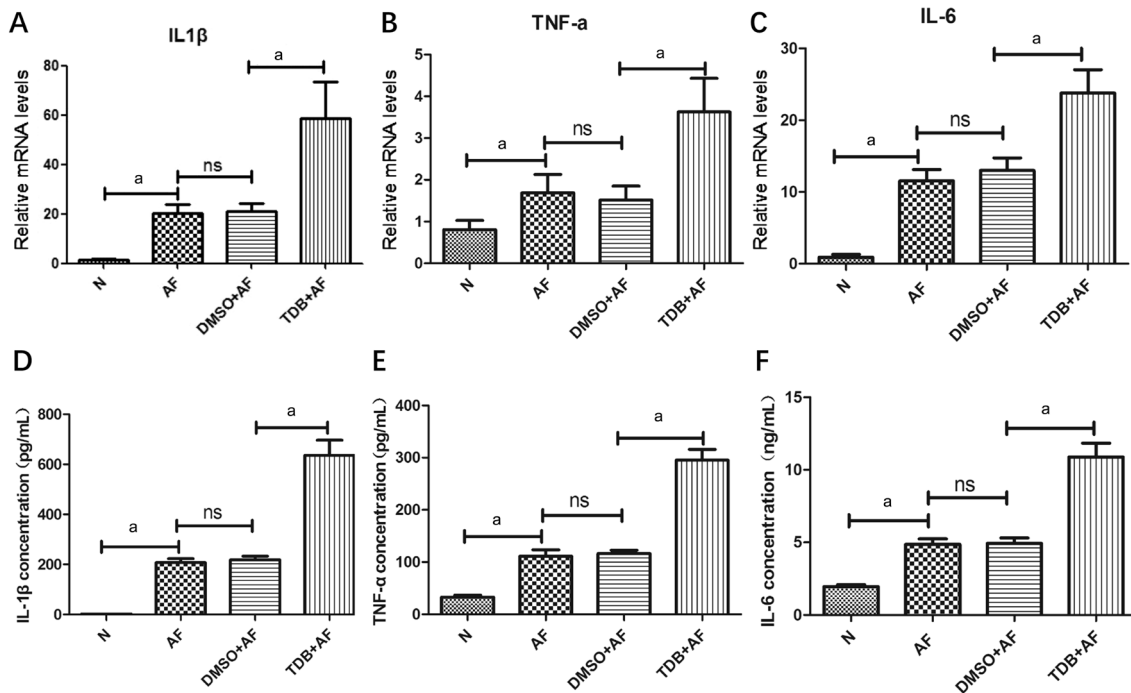 A
IL1β
Relative mRNA levels
80
60
40
20
0
a
ns
a
N
AF
DMSO+AF
TDB+AF
B
TNF-a
Relative mRNA levels
5
4
3
2
1
0
a
ns
a
N
AF
DMSO+AF
TDB+AF
C
IL-6
Relative mRNA levels
30
20
10
0
a
ns
a
N
AF
DMSO+AF
TDB+AF
D
IL-1β concentration (pg/mL)
800
600
400
200
0
a
ns
a
N
AF
DMSO+AF
TDB+AF
E
TNF-α concentration (pg/mL)
400
300
200
100
0
a
ns
a
N
AF
DMSO+AF
TDB+AF
F
IL-6 concentration (ng/mL)
15
10
5
0
a
ns
a
N
AF
DMSO+AF
TDB+AF